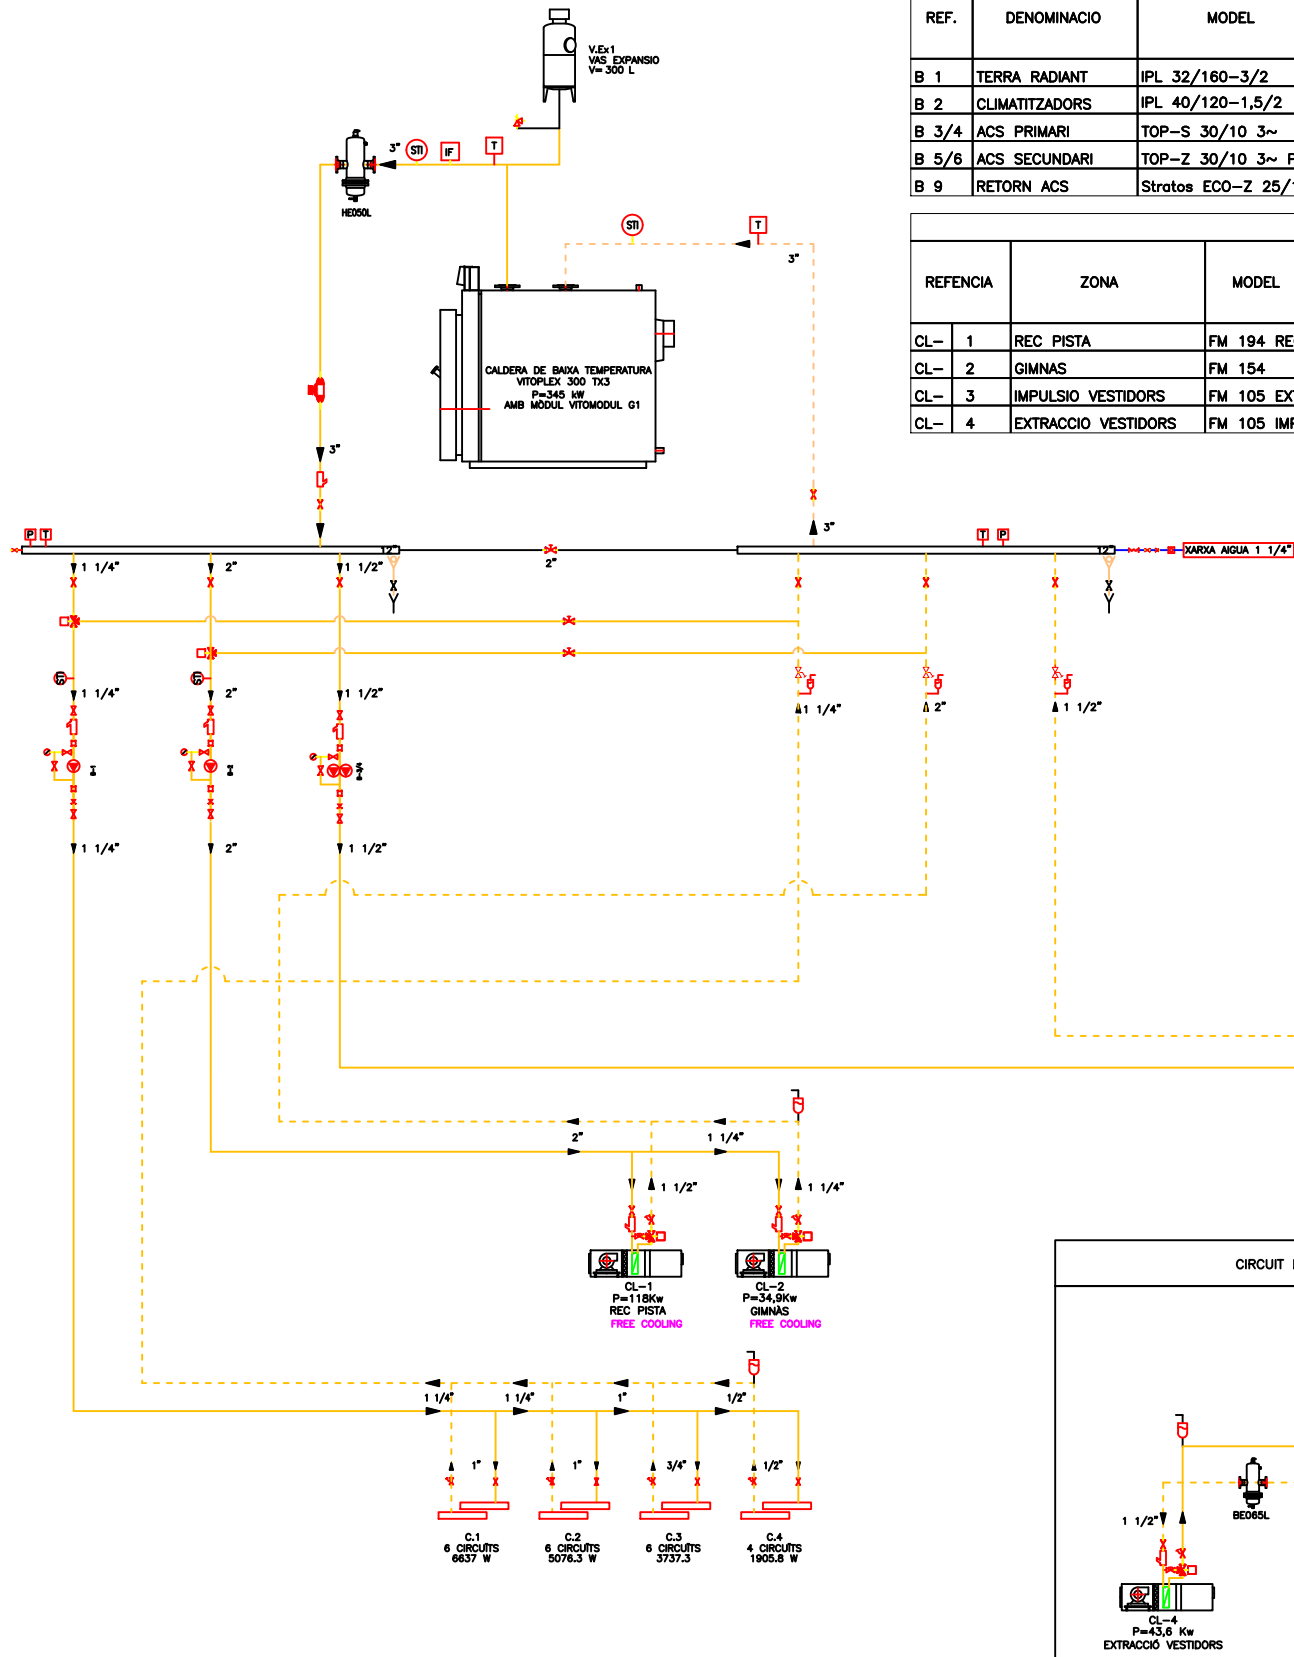 V.Ex1
VAS EXPANSIO
V= 300 L
3"
STI
IF
T
HE050L
STI
T
3"
CALDERA DE BAIXA TEMPERATURA
VITOPLEX 300 TX3
P=345 kW
AMB MÒDUL VITOMODUL G1
3"
3"
REF. DENOMINACIO MODEL
B 1 TERRA RADIANT IPL 32/160-3/2
B 2 CLIMATITZADORS IPL 40/120-1,5/2
B 3/4 ACS PRIMARI TOP-S 30/10 3~
B 5/6 ACS SECUNDARI TOP-Z 30/10 3~
B 9 RETORN ACS Stratos ECO-Z
REFENCIA ZONA MODEL
CL- 1 REC PISTA FM 194
CL- 2 GIMNAS FM 154
CL- 3 IMPULSIO VESTIDORS FM 105
CL- 4 EXTRACCIO VESTIDORS FM 105
P T 12" 2" T P 12" XARXA AIGUA 1 1/4"
1 1/4" 2" 1 1/2"
STI STI
1 1/4" 2" 1 1/2" 1 1/4" 2" 1 1/2"
1 1/4" 2" 1 1/2"
2" 1 1/4"
1 1/2" 1 1/4"
CL-1
P=118Kw
REC PISTA
FREE COOLING
CL-2
P=34,9Kw
GIMNÀS
FREE COOLING
CIRCUIT
1 1/4" 1 1/4" 1" 1/2"
1" 1" 3/4" 1/2"
C.1
6 CIRCUÏTS
6637 W
C.2
6 CIRCUÏTS
5076.3 W
C.3
6 CIRCUÏTS
3737.3
C.4
4 CIRCUÏTS
1905.8 W
1 1/2"
BE065L
CL-4
P=43,6 Kw
EXTRACCIÓ VESTIDORS